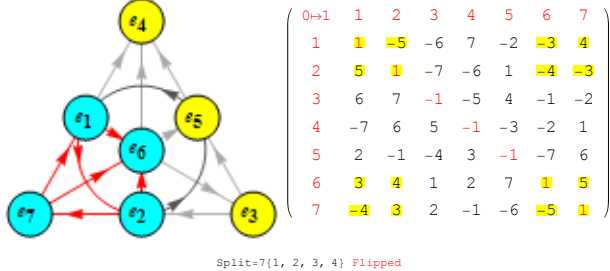 e4
e1
e5
e6
e7
e2
e3
0↦1 1 2 3 4 5 6 7
1 1 −5 −6 7 −2 −3 4
2 5 1 −7 −6 1 −4 −3
3 6 7 −1 −5 4 −1 −2
4 −7 6 5 −1 −3 −2 1
5 2 −1 −4 3 −1 −7 6
6 3 4 1 2 7 1 5
7 −4 3 2 −1 −6 −5 1
Split=7{1, 2, 3, 4} Flipped